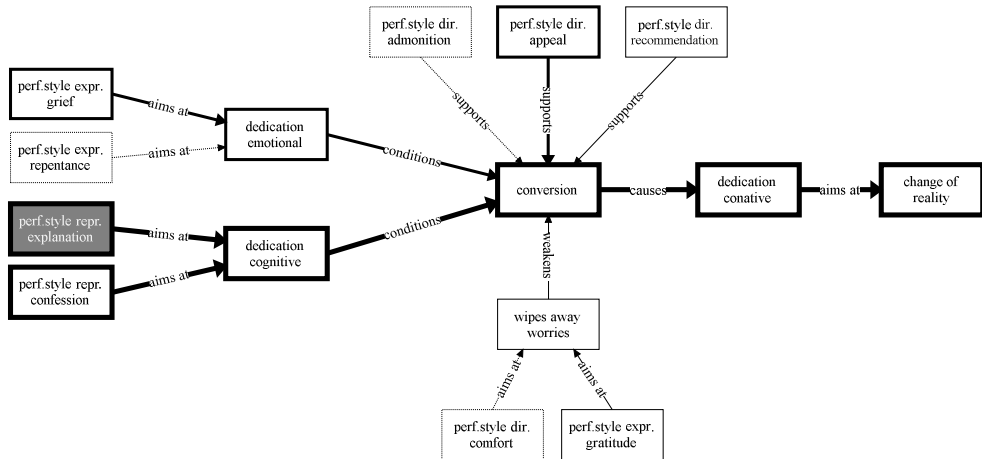 perf.style dir.
admonition
perf.style dir.
appeal
perf.style dir.
recommendation
perf.style expr.
grief
aims at
supports
supports
supports
dedication
emotional
perf.style expr.
repentance
aims at
conditions
conversion
causes
dedication
conative
aims at
change of
reality
perf.style repr.
explanation
aims at
dedication
cognitive
conditions
perf.style repr.
confession
aims at
weakens
wipes away
worries
aims at
aims at
perf.style dir.
comfort
perf.style expr.
gratitude